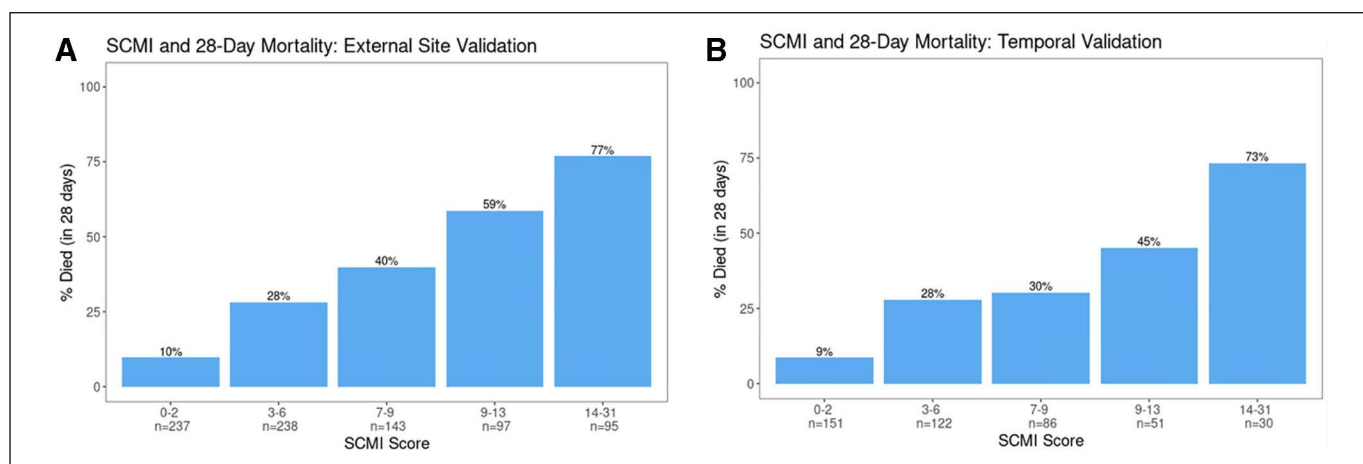 A
SCMI and 28-Day Mortality: External Site Validation
% Died (in 28 days)
100
75
50
25
0
10%
28%
40%
59%
77%
0-2
n=237
3-6
n=238
7-9
n=143
9-13
n=97
14-31
n=95
SCMI Score
B
SCMI and 28-Day Mortality: Temporal Validation
% Died (in 28 days)
100
75
50
25
0
9%
28%
30%
45%
73%
0-2
n=151
3-6
n=122
7-9
n=86
9-13
n=51
14-31
n=30
SCMI Score